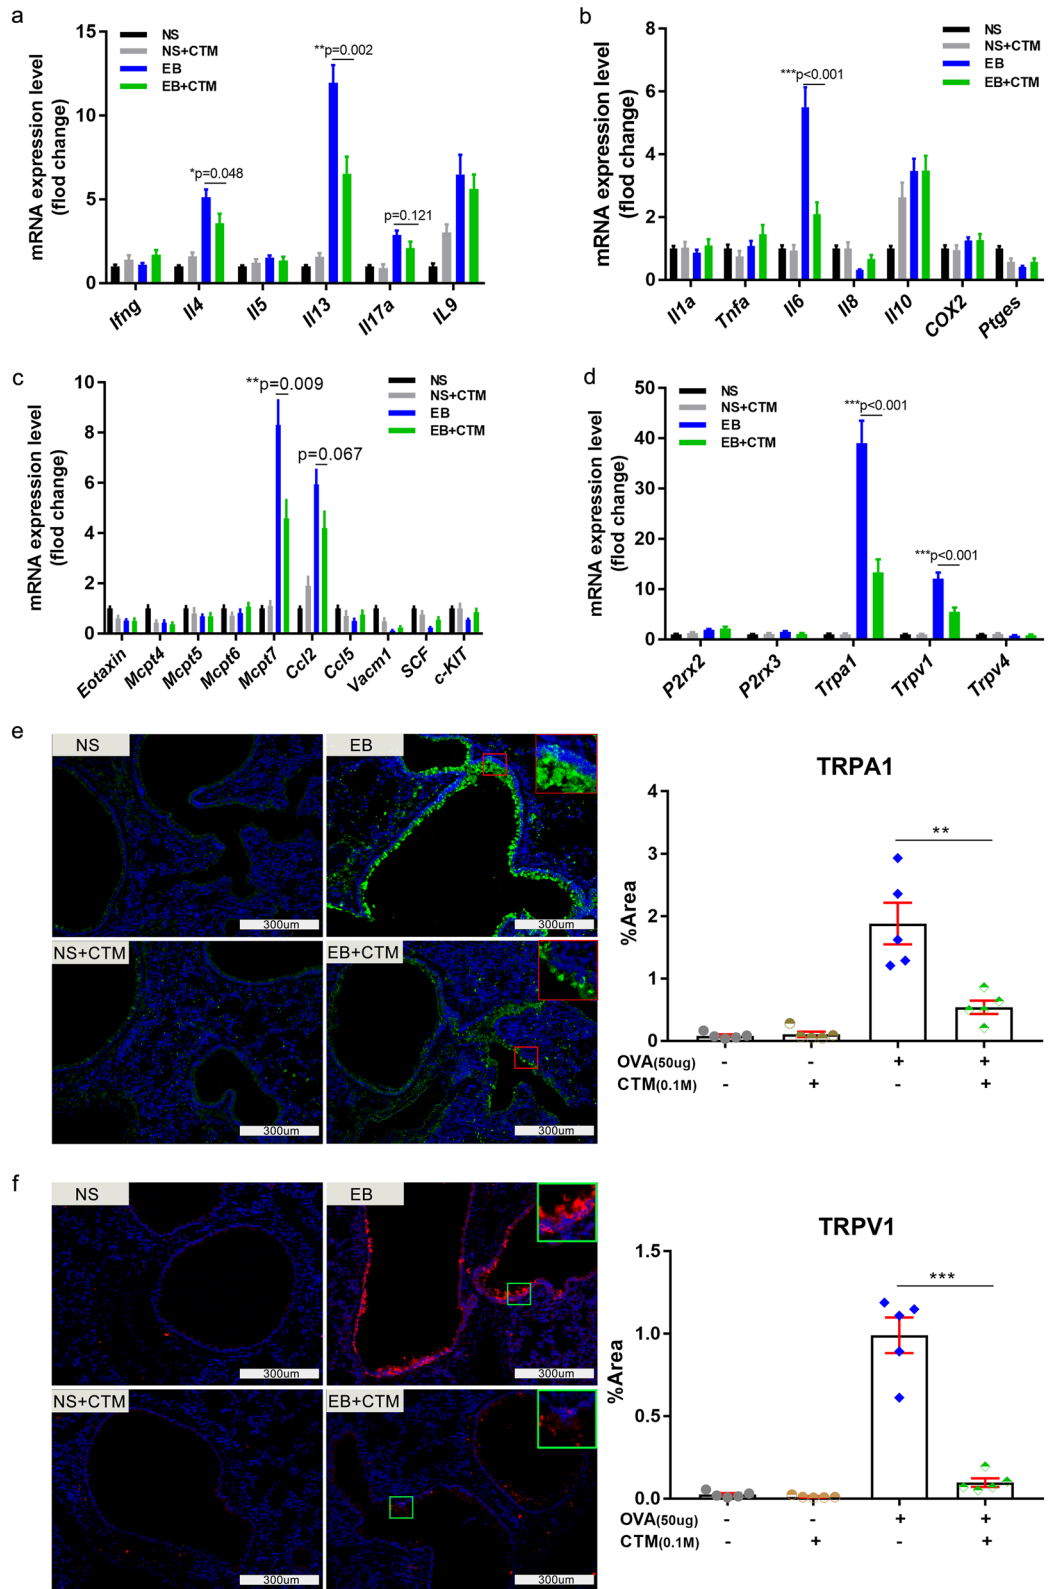 a
15
10
5
0
mRNA expression level
(flod change)
NS
NS+CTM
EB
EB+CTM
*p=0.048
**p=0.002
p=0.121
Ifng
Il4
Il5
Il13
Il17a
IL9
b
8
6
4
2
0
mRNA expression level
(flod change)
NS
NS+CTM
EB
EB+CTM
***p<0.001
Il1a
Tnfa
Il6
Il8
Il10
COX2
Ptges
c
10
8
6
4
2
0
mRNA expression level
(flod change)
NS
NS+CTM
EB
EB+CTM
**p=0.009
p=0.067
Eotaxin
Mcpt4
Mcpt5
Mcpt6
Mcpt7
Ccl2
Ccl5
Vacm1
SCF
c-KIT
d
50
40
30
20
10
0
mRNA expression level
(flod change)
NS
NS+CTM
EB
EB+CTM
***p<0.001
***p<0.001
P2rx2
P2rx3
Trpa1
Trpv1
Trpv4
e
NS
300um
EB
300um
NS+CTM
300um
EB+CTM
300um
TRPA1
4
3
2
1
0
%Area
**
OVA(50ug) - - + +
CTM(0.1M) - + - +
f
NS
300um
EB
300um
NS+CTM
300um
EB+CTM
300um
TRPV1
1.5
1.0
0.5
0.0
%Area
***
OVA(50ug) - - + +
CTM(0.1M) - + - +